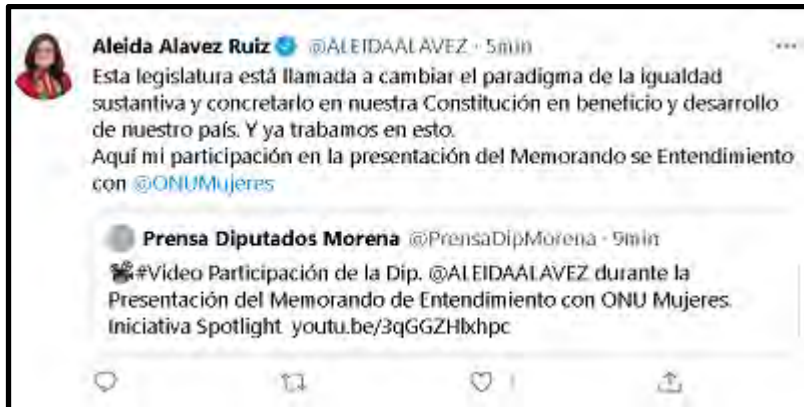 Aleida Alavez Ruiz @ALEIDAALAVEZ · 5min
Esta legislatura está llamada a cambiar el paradigma de la igualdad
sustantiva y concretarlo en nuestra Constitución en beneficio y desarrollo
de nuestro país. Y ya trabamos en esto.
Aquí mi participación en la presentación del Memorando se Entendimiento
con @ONUMujeres
Prensa Diputados Morena @PrensaDipMorena · 9min
#Video Participación de la Dip. @ALEIDAALAVEZ durante la
Presentación del Memorando de Entendimiento con ONU Mujeres.
Iniciativa Spotlight youtu.be/3qGGZHlxhpc
1